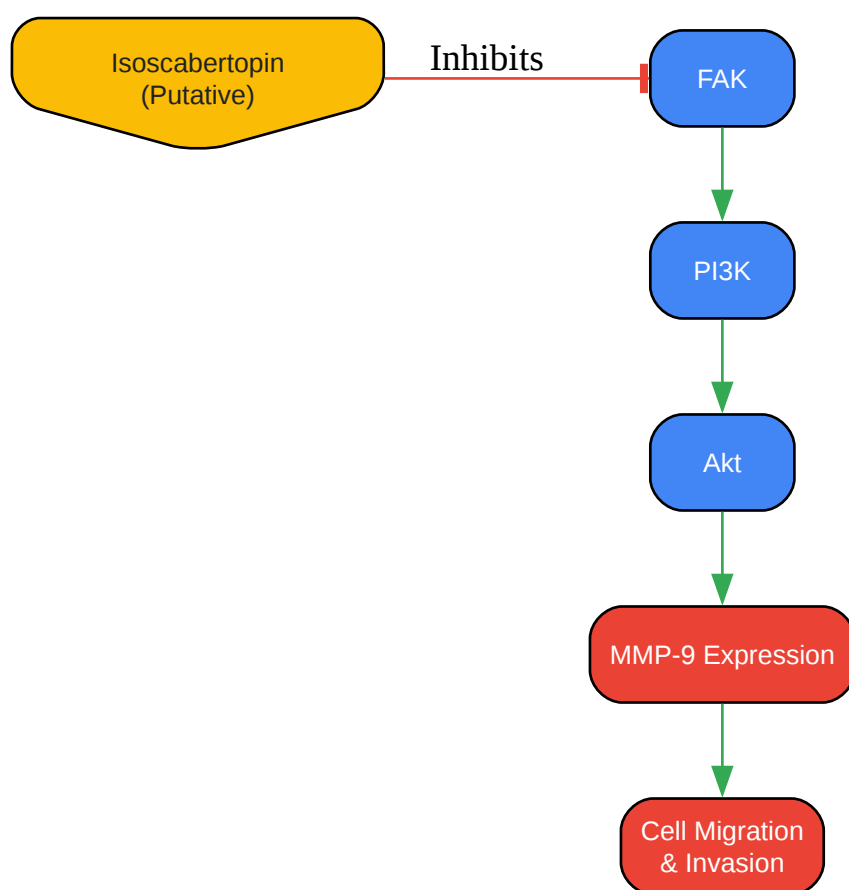 Isoscabertopin
(Putative)
Inhibits
FAK
PI3K
Akt
MMP-9 Expression
Cell Migration
& Invasion